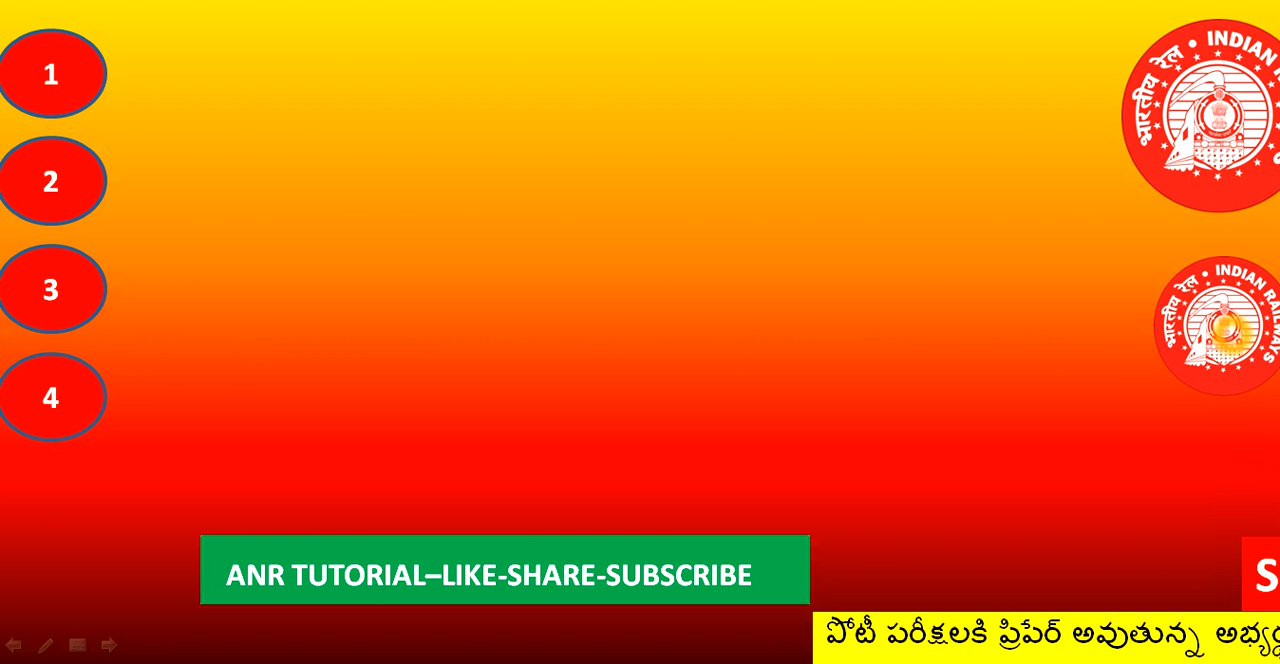 1
2
3
4
भारतीय रेल • INDIAN
भारतीय रेल • INDIAN RAILWAYS
ANR TUTORIAL–LIKE-SHARE-SUBSCRIBE
S
పోటీ పరీక్షలకి ప్రిపేర్ అవుతున్న